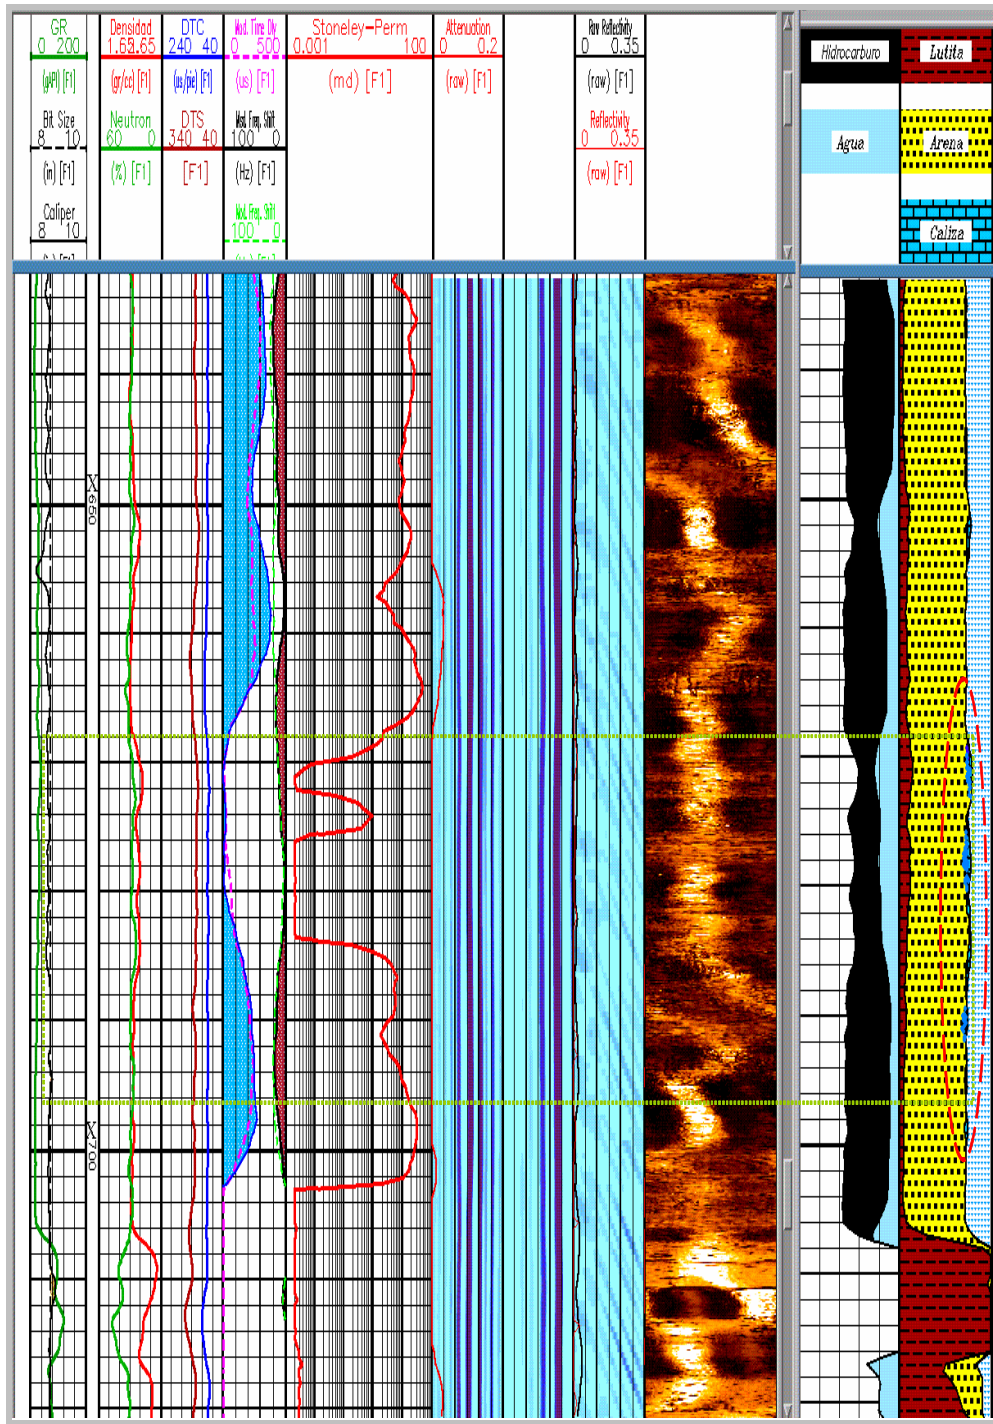 GR
0 200
(gAPI) [F1]
Bit Size
8 10
(in) [F1]
Caliper
8 10
Densidad
1.65 2.65
(gr/cc) [F1]
Neutron
60 0
(%) [F1]
DTC
240 40
(us/pie) [F1]
DTS
340 40
[F1]
Mod. Time Dly
0 500
(us) [F1]
Mod. Freq. Shift
100 0
(Hz) [F1]
Mod. Freq. Shift
100 0
Stoneley-Perm
0.001 100
(md) [F1]
Attenuation
0 0.2
(raw) [F1]
Raw Reflectivity
0 0.35
(raw) [F1]
Reflectivity
0 0.35
(raw) [F1]
Hidrocarburo
Lutita
Agua
Arena
Caliza
X650
X700